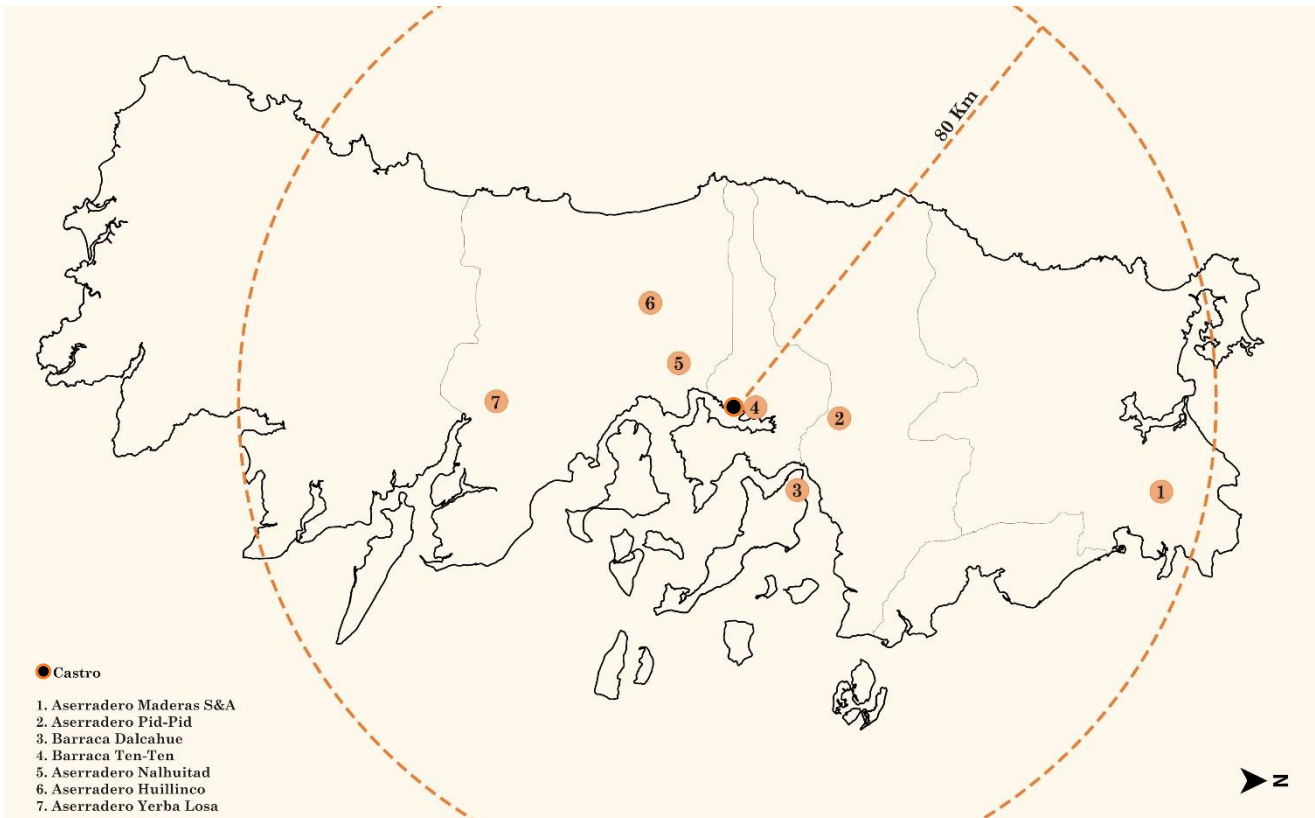 80 Km
6
5
7
4
2
3
1
Castro
1. Aserradero Maderas S&A
2. Aserradero Pid-Pid
3. Barraca Dalcahue
4. Barraca Ten-Ten
5. Aserradero Nalhuitad
6. Aserradero Huillinco
7. Aserradero Yerba Losa
N